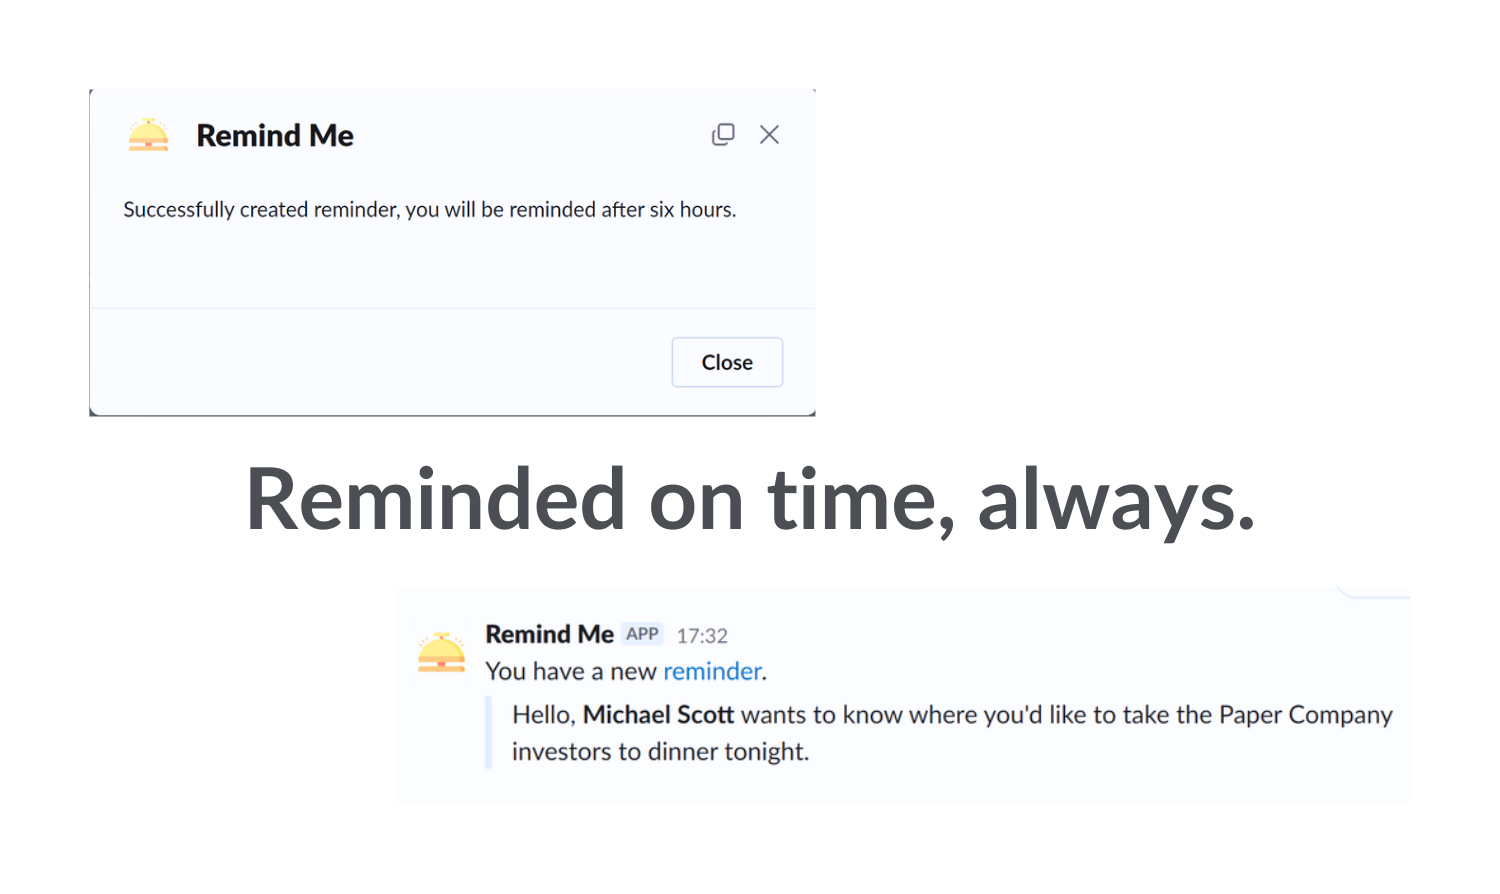 Remind Me
Successfully created reminder, you will be reminded after six hours.
Close
Reminded on time, always.
Remind Me APP 17:32
You have a new reminder.
Hello, Michael Scott wants to know where you'd like to take the Paper Company
investors to dinner tonight.